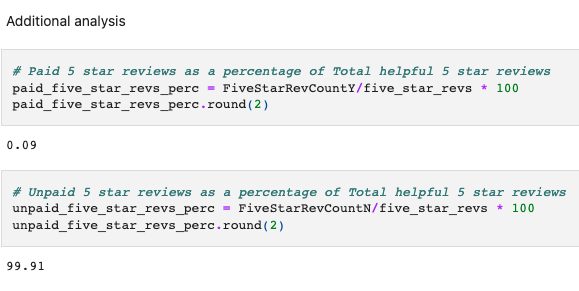 Additional analysis
# Paid 5 star reviews as a percentage of Total helpful 5 star reviews
paid_five_star_revs_perc = FiveStarRevCountY/five_star_revs * 100
paid_five_star_revs_perc.round(2)
0.09
# Unpaid 5 star reviews as a percentage of Total helpful 5 star reviews
unpaid_five_star_revs_perc = FiveStarRevCountN/five_star_revs * 100
unpaid_five_star_revs_perc.round(2)
99.91